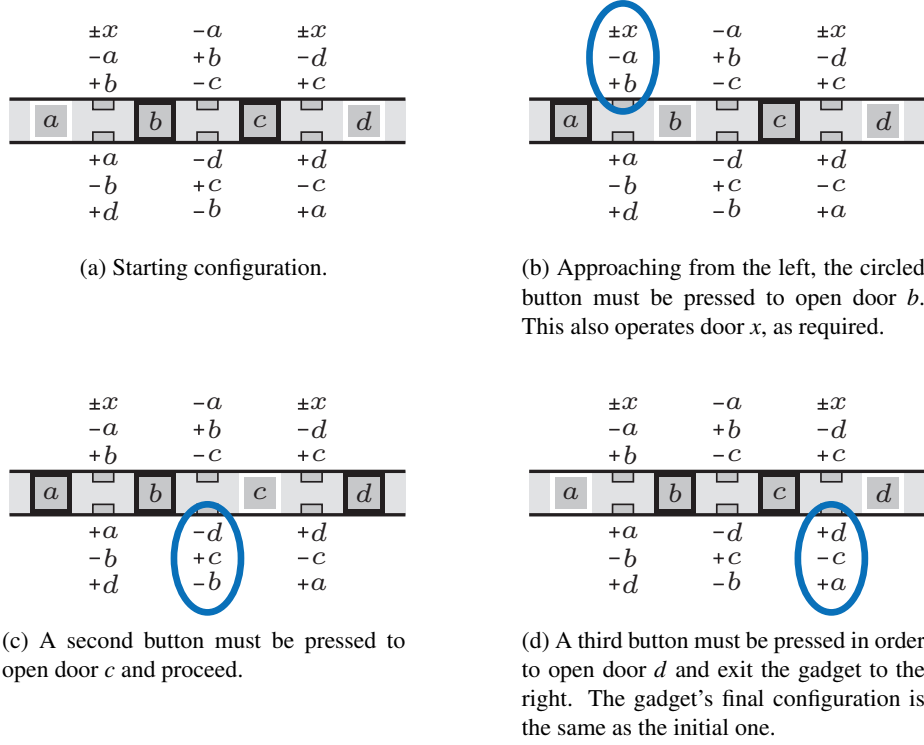 ±x −a ±x
−a +b −d
+b −c +c
a b c d
+a −d +d
−b +c −c
+d −b +a
(a) Starting configuration.
±x −a ±x
−a +b −d
+b −c +c
a b c d
+a −d +d
−b +c −c
+d −b +a
(b) Approaching from the left, the circled
button must be pressed to open door b.
This also operates door x, as required.
±x −a ±x
−a +b −d
+b −c +c
a b c d
+a −d +d
−b +c −c
+d −b +a
(c) A second button must be pressed to
open door c and proceed.
±x −a ±x
−a +b −d
+b −c +c
a b c d
+a −d +d
−b +c −c
+d −b +a
(d) A third button must be pressed in order
to open door d and exit the gadget to the
right. The gadget's final configuration is
the same as the initial one.